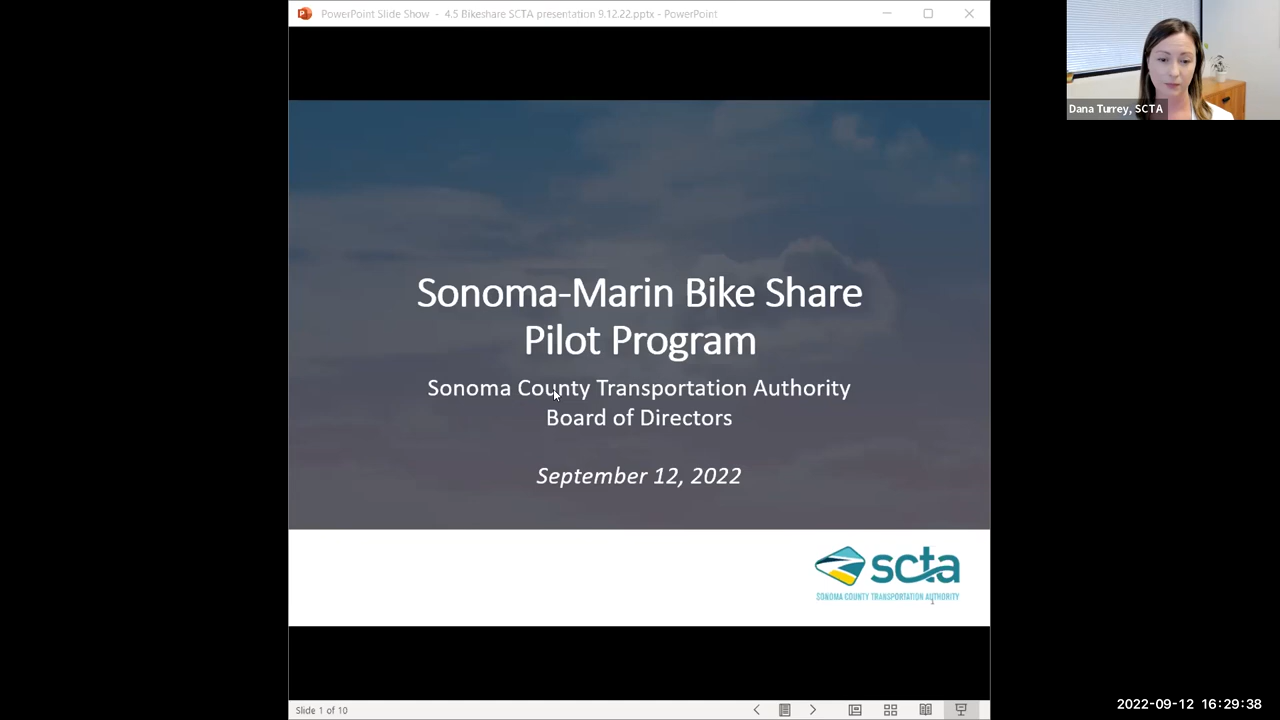 PowerPoint Slide Show - 4.5 Bikeshare SCTA presentation 9.12.22.pptx - PowerPoint
Dana Turrey, SCTA
Sonoma-Marin Bike Share
Pilot Program
Sonoma County Transportation Authority
Board of Directors
September 12, 2022
scta
SONOMA COUNTY TRANSPORTATION AUTHORITY
1
Slide 1 of 10
2022-09-12 16:29:38